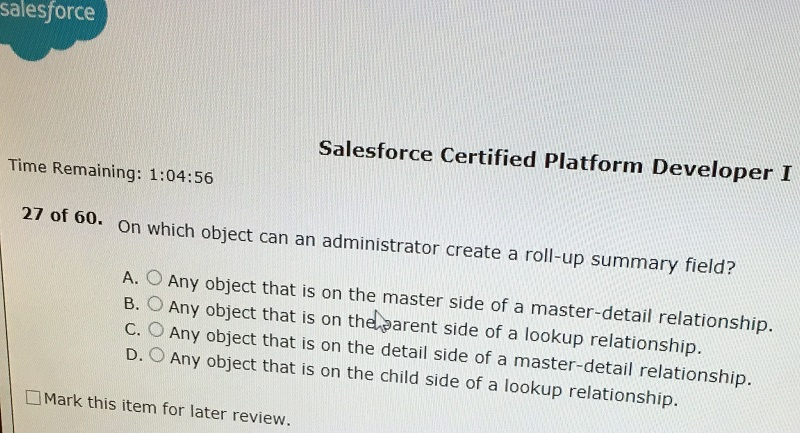 salesforce
Salesforce Certified Platform Developer I
Time Remaining: 1:04:56
27 of 60. On which object can an administrator create a roll-up summary field?
A. Any object that is on the master side of a master-detail relationship.
B. Any object that is on the parent side of a lookup relationship.
C. Any object that is on the detail side of a master-detail relationship.
D. Any object that is on the child side of a lookup relationship.
Mark this item for later review.